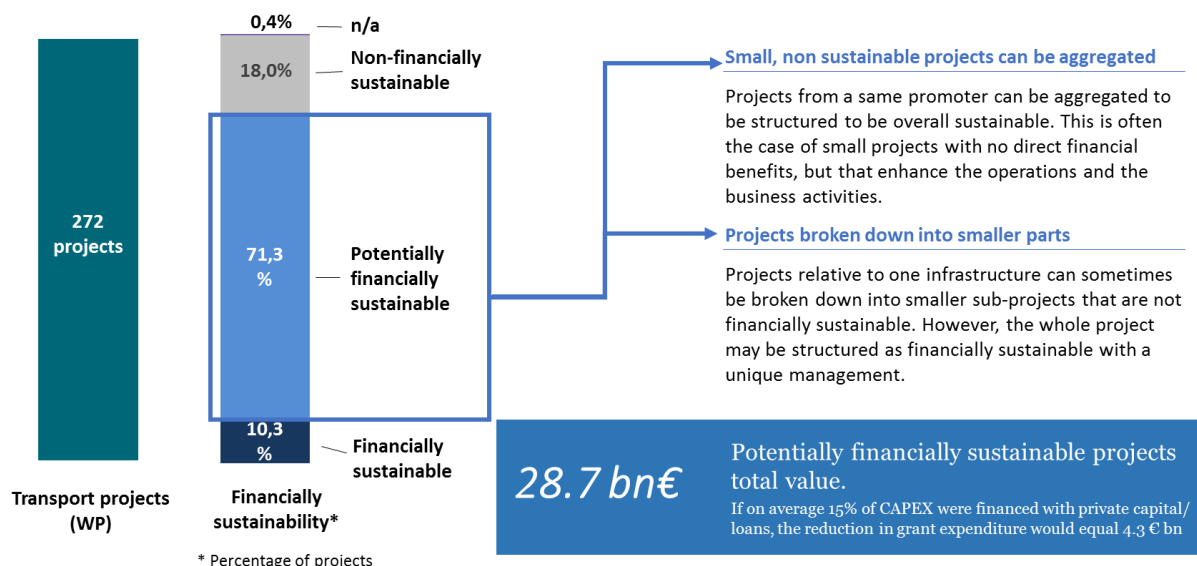 272
projects
Transport projects
(WP)
0,4%
n/a
18,0%
Non-financially
sustainable
71,3
%
Potentially
financially
sustainable
10,3
%
Financially
sustainable
Financially
sustainability*
* Percentage of projects
Small, non sustainable projects can be aggregated
Projects from a same promoter can be aggregated to
be structured to be overall sustainable. This is often
the case of small projects with no direct financial
benefits, but that enhance the operations and the
business activities.
Projects broken down into smaller parts
Projects relative to one infrastructure can sometimes
be broken down into smaller sub-projects that are not
financially sustainable. However, the whole project
may be structured as financially sustainable with a
unique management.
28.7 bn€
Potentially financially sustainable projects
total value.
If on average 15% of CAPEX were financed with private capital/
loans, the reduction in grant expenditure would equal 4.3 € bn